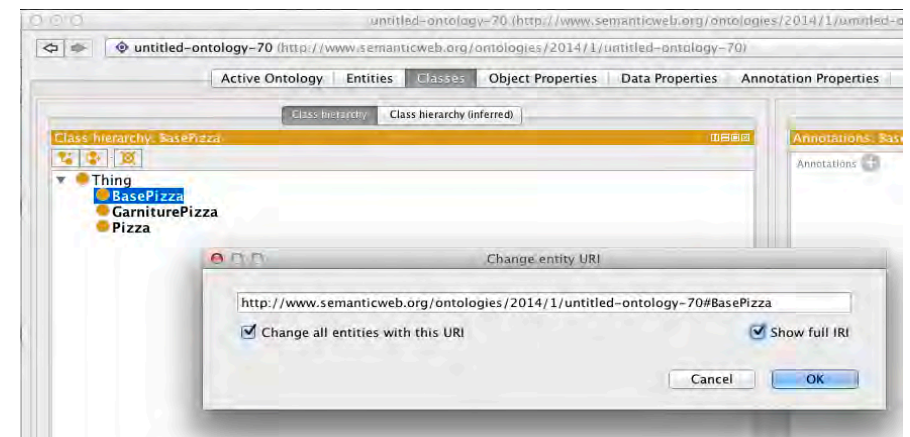 untitled-ontology-70 (http://www.semanticweb.org/ontologies/2014/1/untitled-o
untitled-ontology-70 (http://www.semanticweb.org/ontologies/2014/1/untitled-ontology-70)
Active Ontology Entities Classes Object Properties Data Properties Annotation Properties
Class hierarchy Class hierarchy (inferred)
Class hierarchy: BasePizza
Annotations: Base
Annotations
Thing
BasePizza
GarniturePizza
Pizza
Change entity URI
http://www.semanticweb.org/ontologies/2014/1/untitled-ontology-70#BasePizza
Change all entities with this URI
Show full IRI
Cancel OK